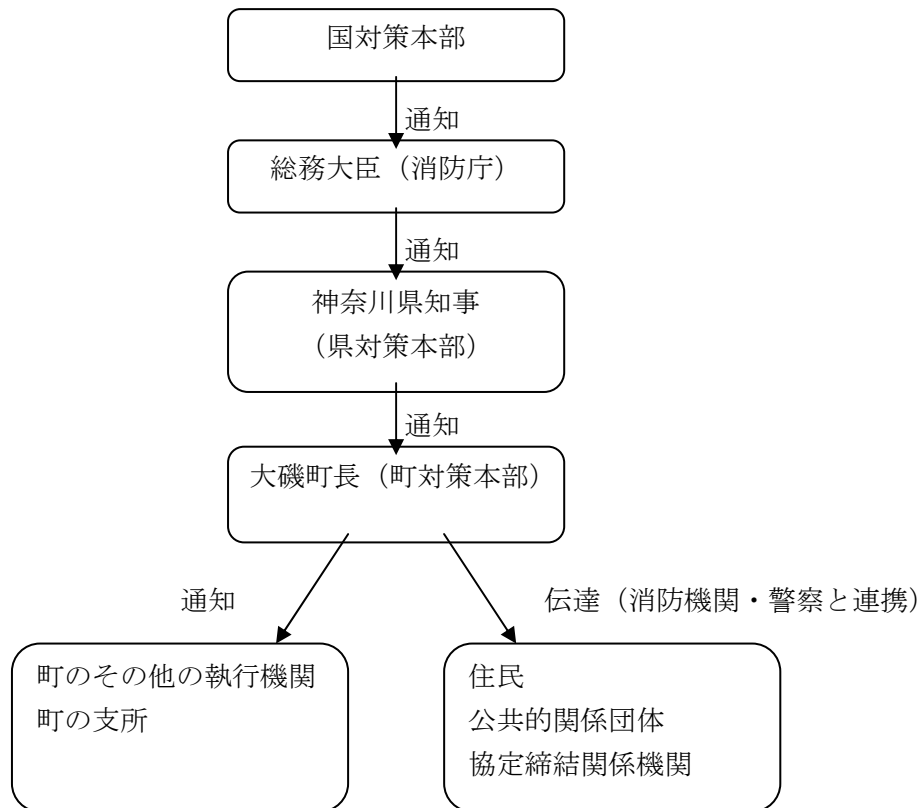 国対策本部
通知
総務大臣（消防庁）
通知
神奈川県知事
（県対策本部）
通知
大磯町長（町対策本部）
通知
伝達（消防機関・警察と連携）
町のその他の執行機関
町の支所
住民
公共的関係団体
協定締結関係機関